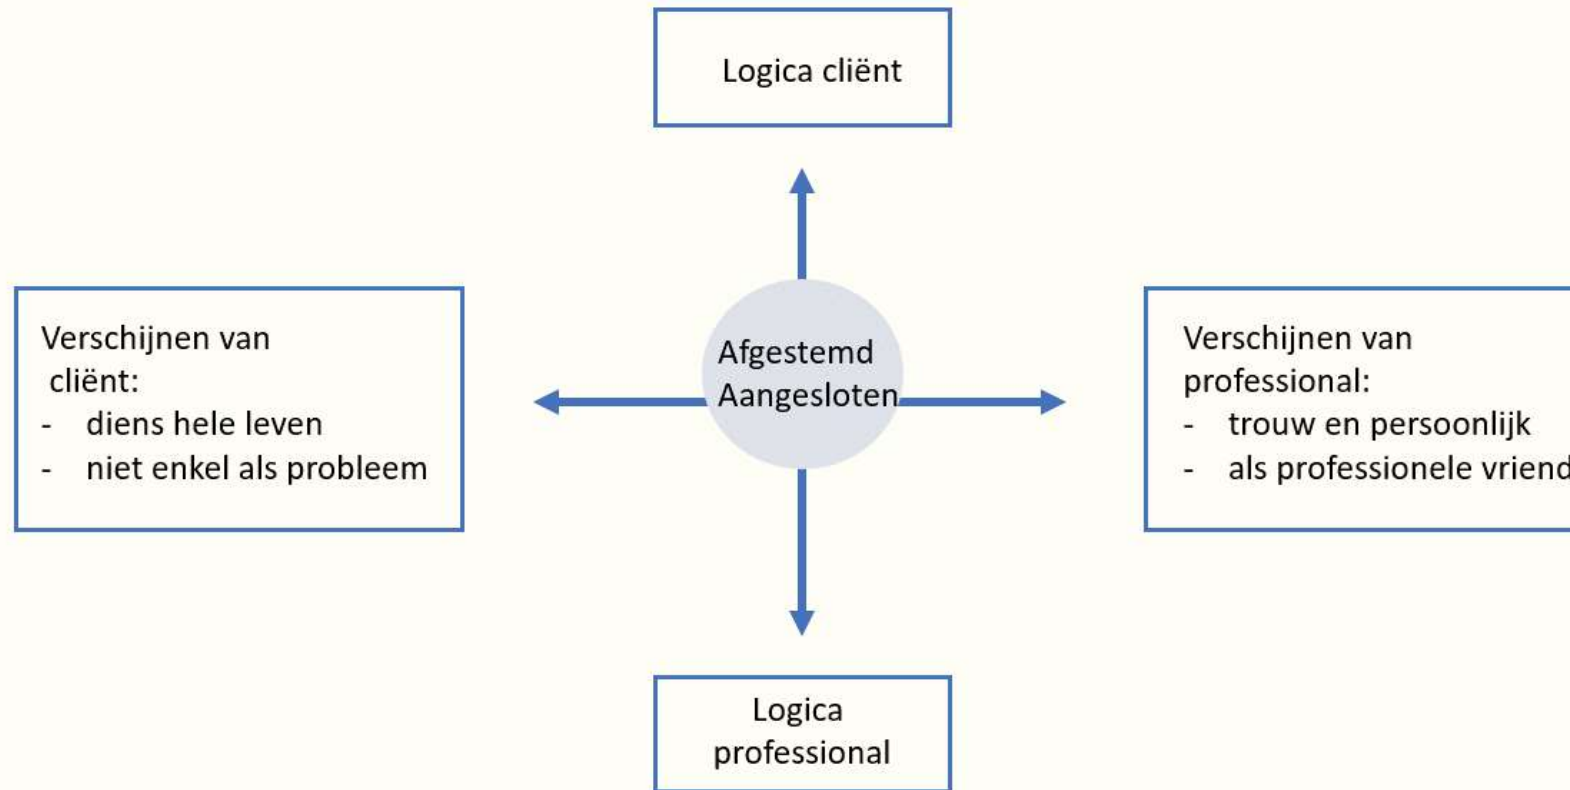 Logica cliënt
Verschijnen van
cliënt:
- diens hele leven
- niet enkel als probleem
Afgestemd
Aangesloten
Verschijnen van
professional:
- trouw en persoonlijk
- als professionele vriend
Logica
professional